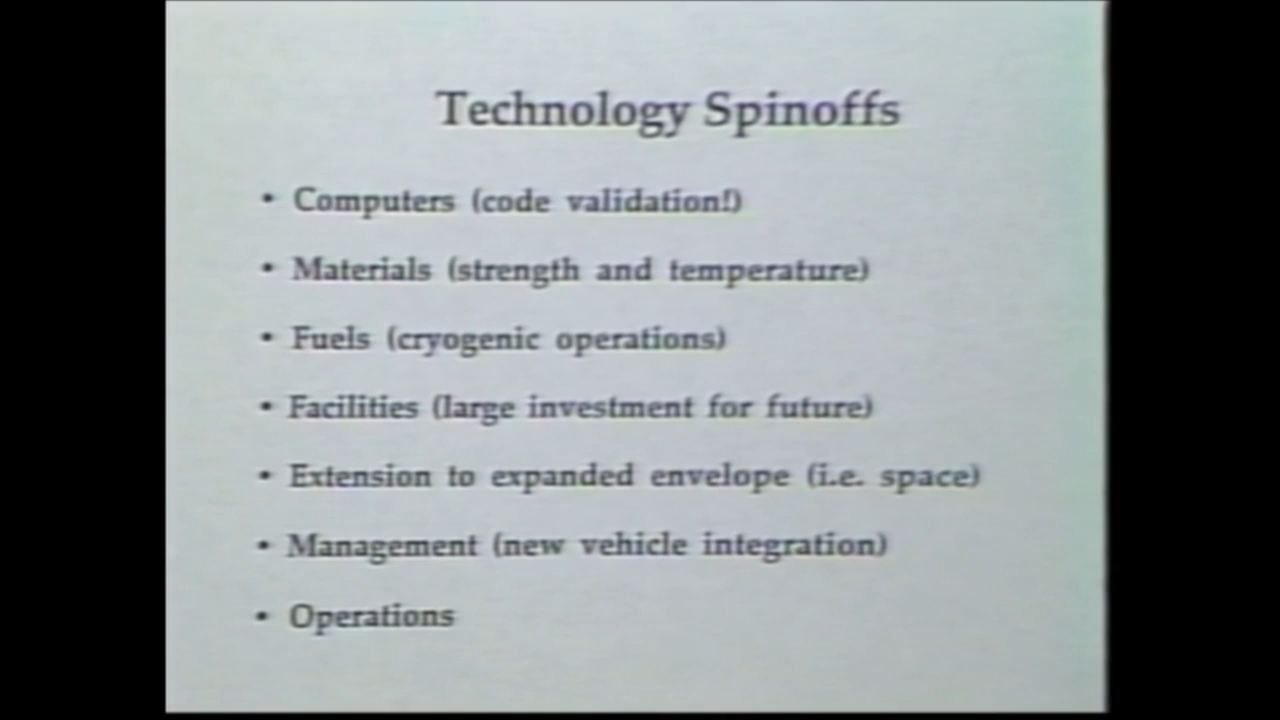 Technology Spinoffs
• Computers (code validation!)
• Materials (strength and temperature)
• Fuels (cryogenic operations)
• Facilities (large investment for future)
• Extension to expanded envelope (i.e. space)
• Management (new vehicle integration)
• Operations